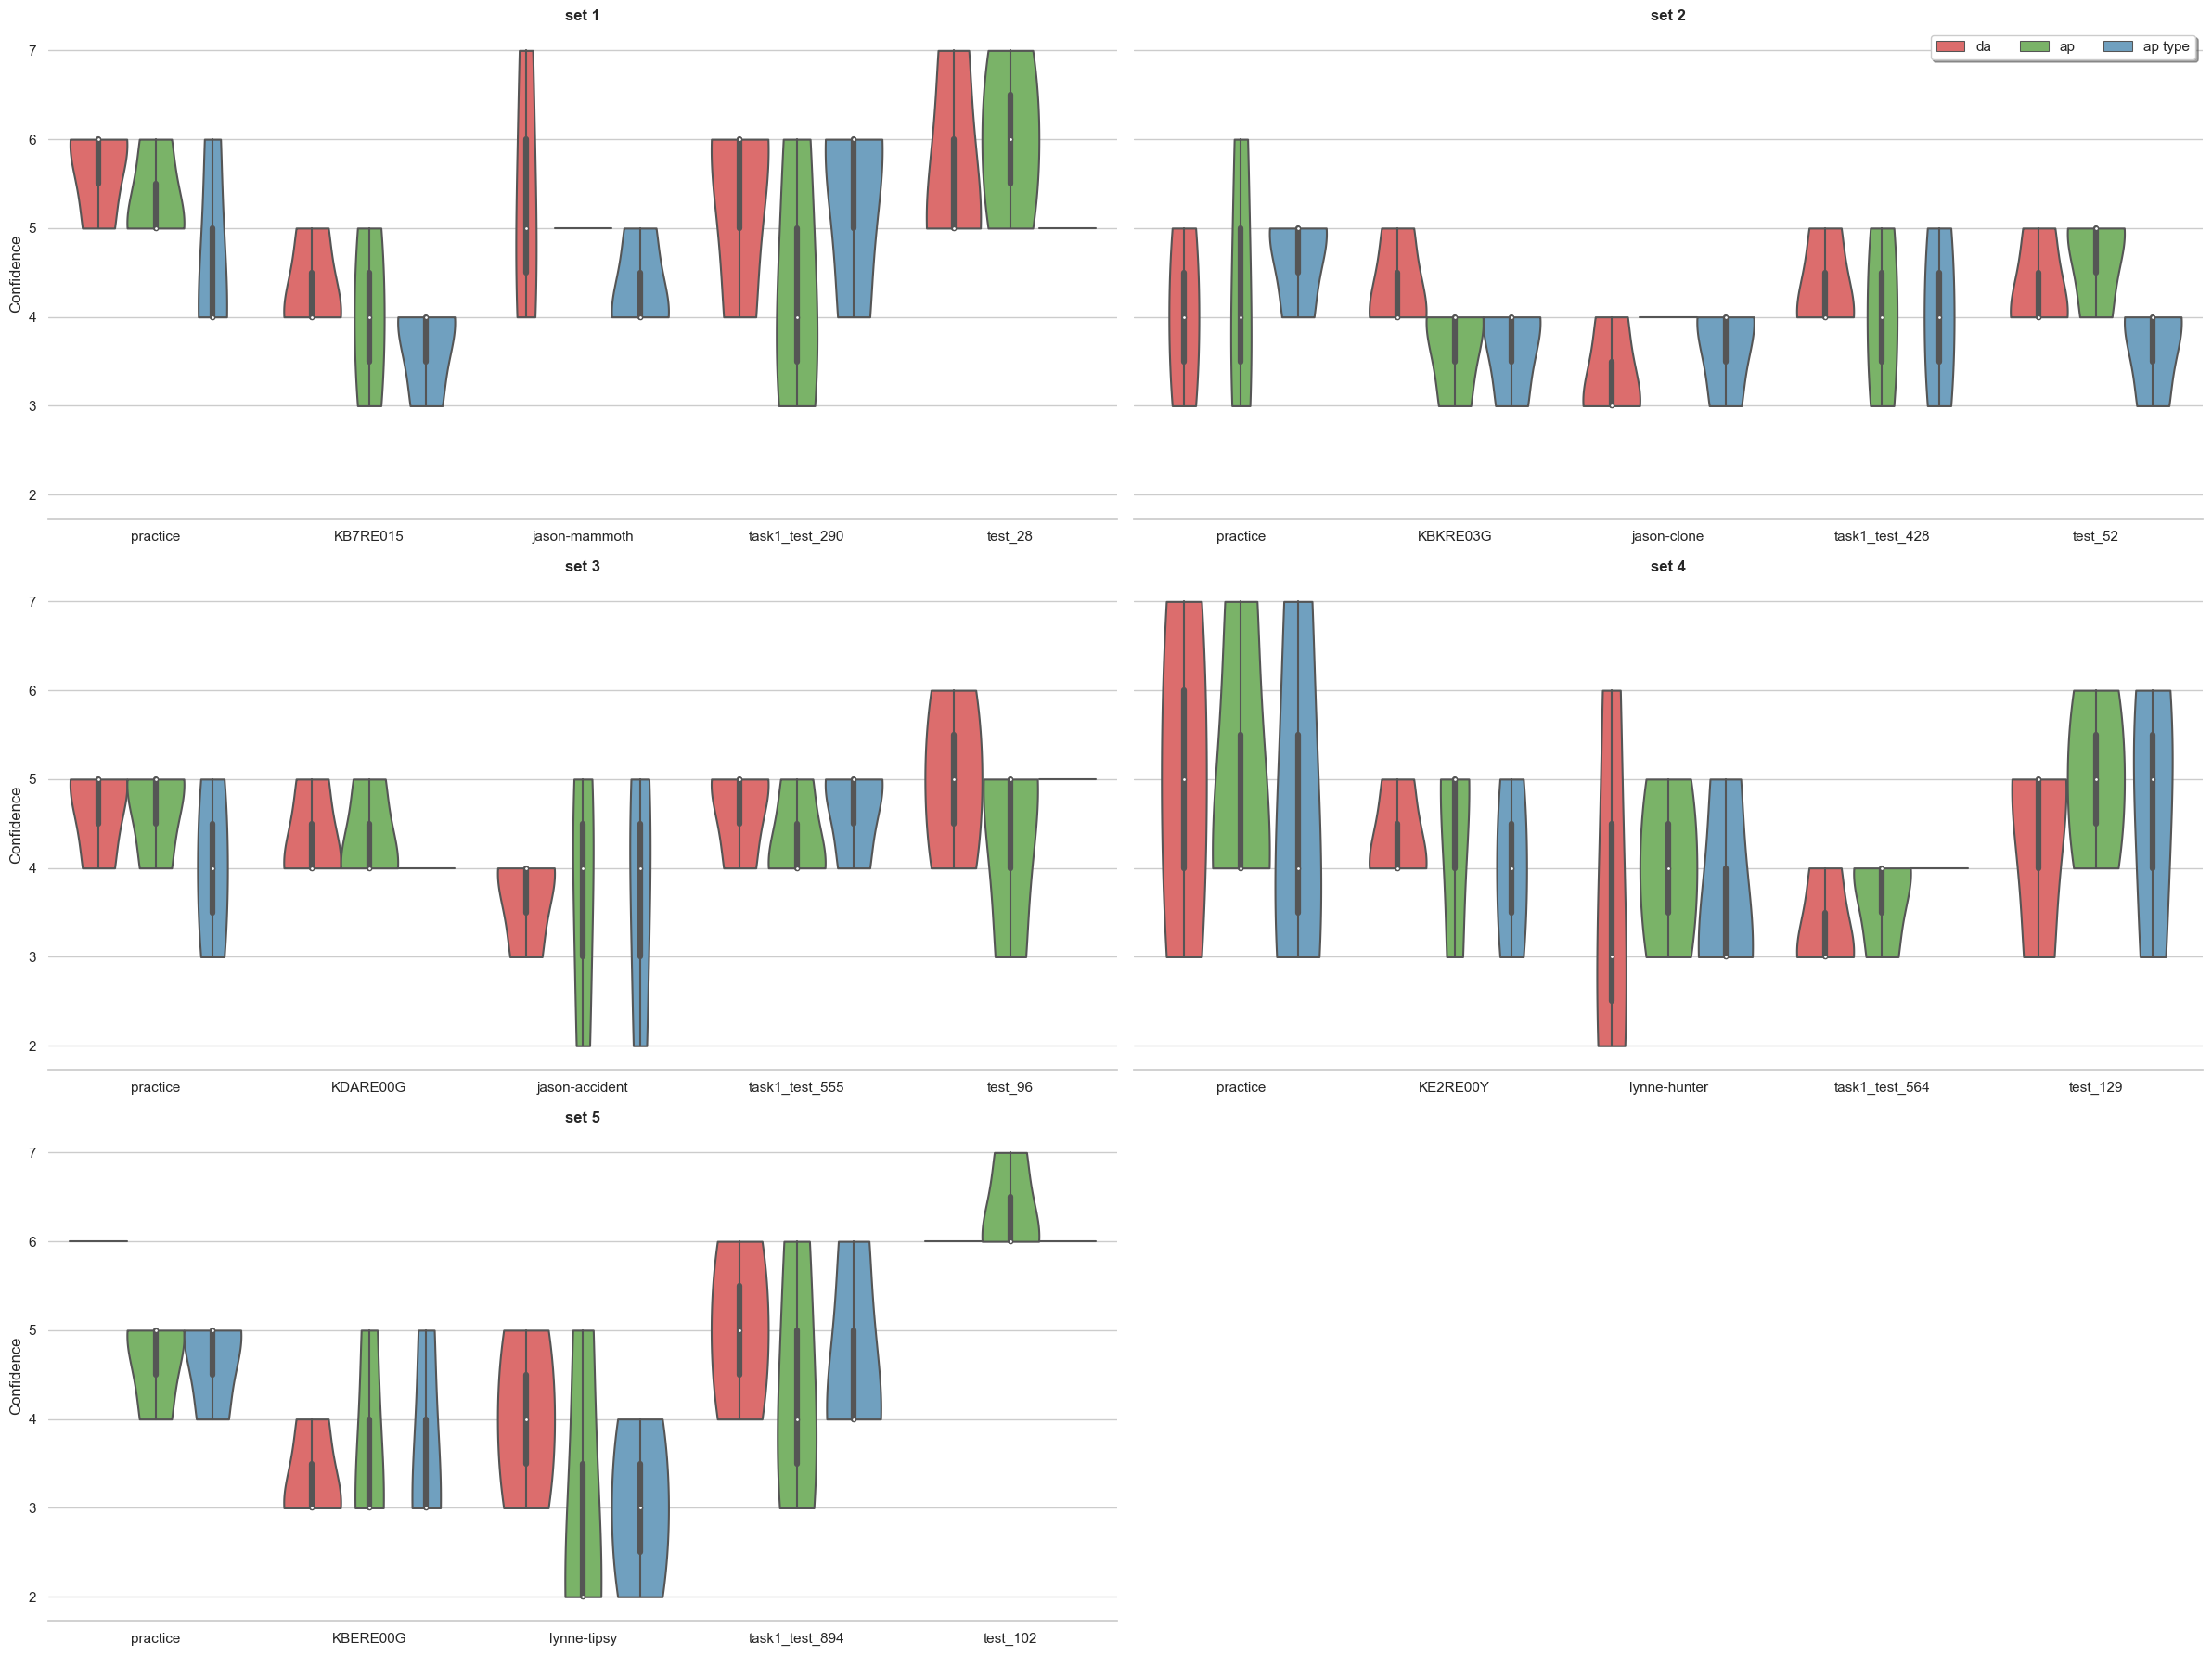 set 1
set 2
da ap ap type
7
6
5
4
3
2
Confidence
practice KB7RE015 jason-mammoth task1_test_290 test_28
practice KBKRE03G jason-clone task1_test_428 test_52
set 3
set 4
7
6
5
4
3
2
Confidence
practice KDARE00G jason-accident task1_test_555 test_96
practice KE2RE00Y lynne-hunter task1_test_564 test_129
set 5
7
6
5
4
3
2
Confidence
practice KBERE00G lynne-tipsy task1_test_894 test_102